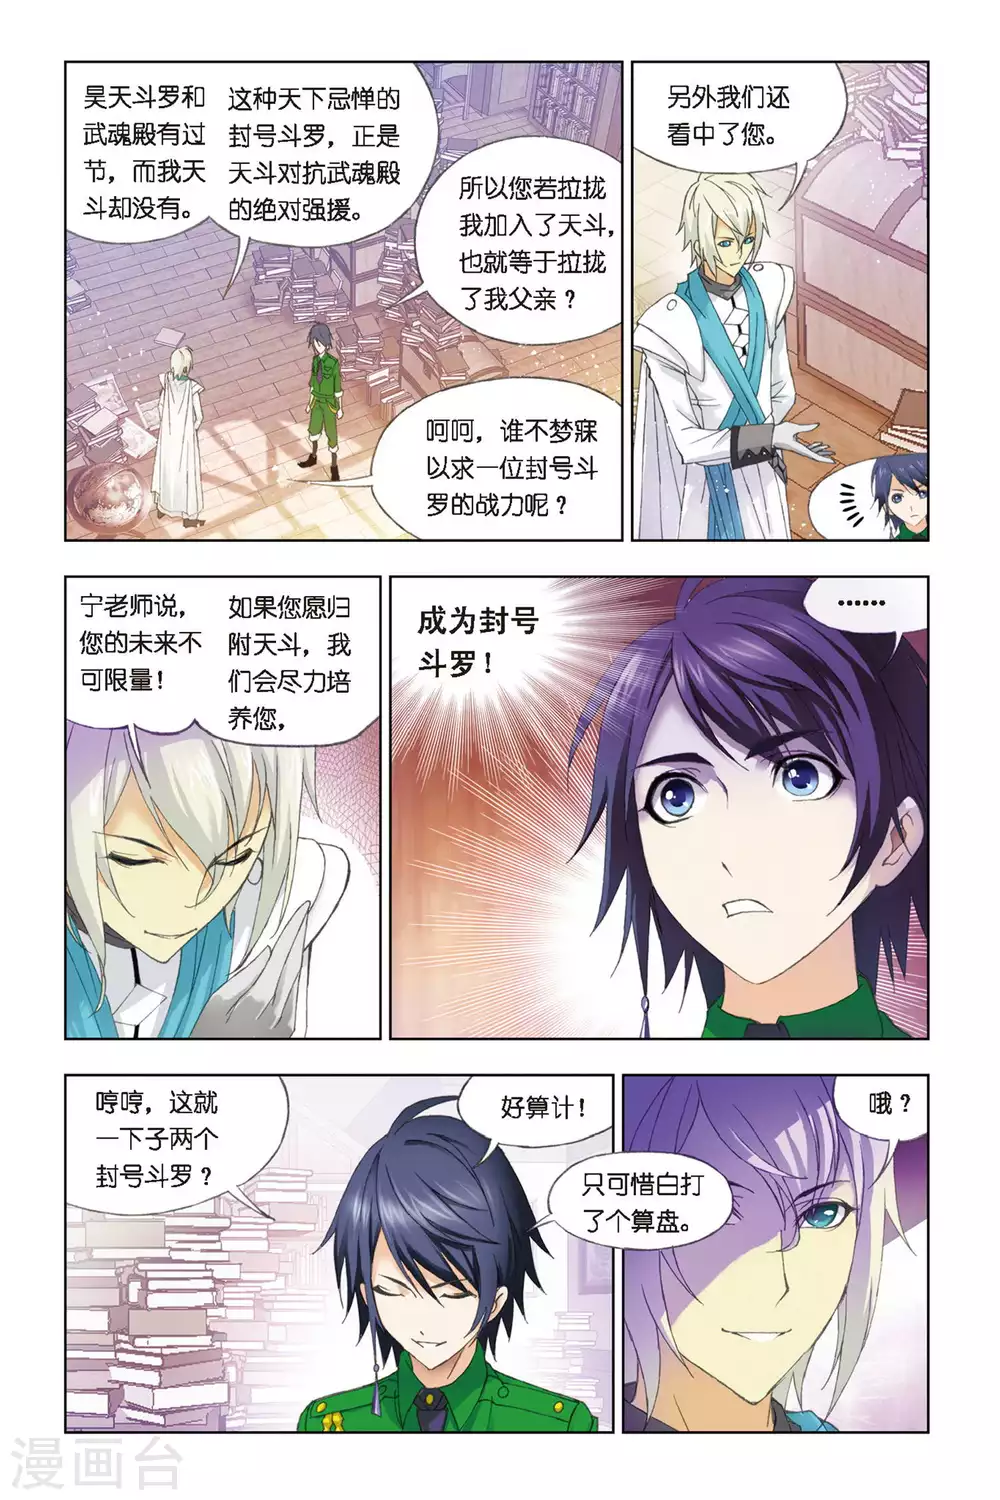 昊天斗罗和
武魂殿有过
节，而我天
斗却没有。
这种天下忌惮的
封号斗罗，正是
天斗对抗武魂殿
的绝对强援。
所以您若拉拢
我加入了天斗，
也就等于拉拢
了我父亲？
呵呵，谁不梦寐
以求一位封号斗
罗的战力呢？
另外我们还
看中了您。
宁老师说，
您的未来不
可限量！
如果您愿归
附天斗，我
们会尽力培
养您，
成为封号
斗罗！
……
哼哼，这就
一下子两个
封号斗罗？
好算计！
只可惜白打
了个算盘。
哦？
漫画台